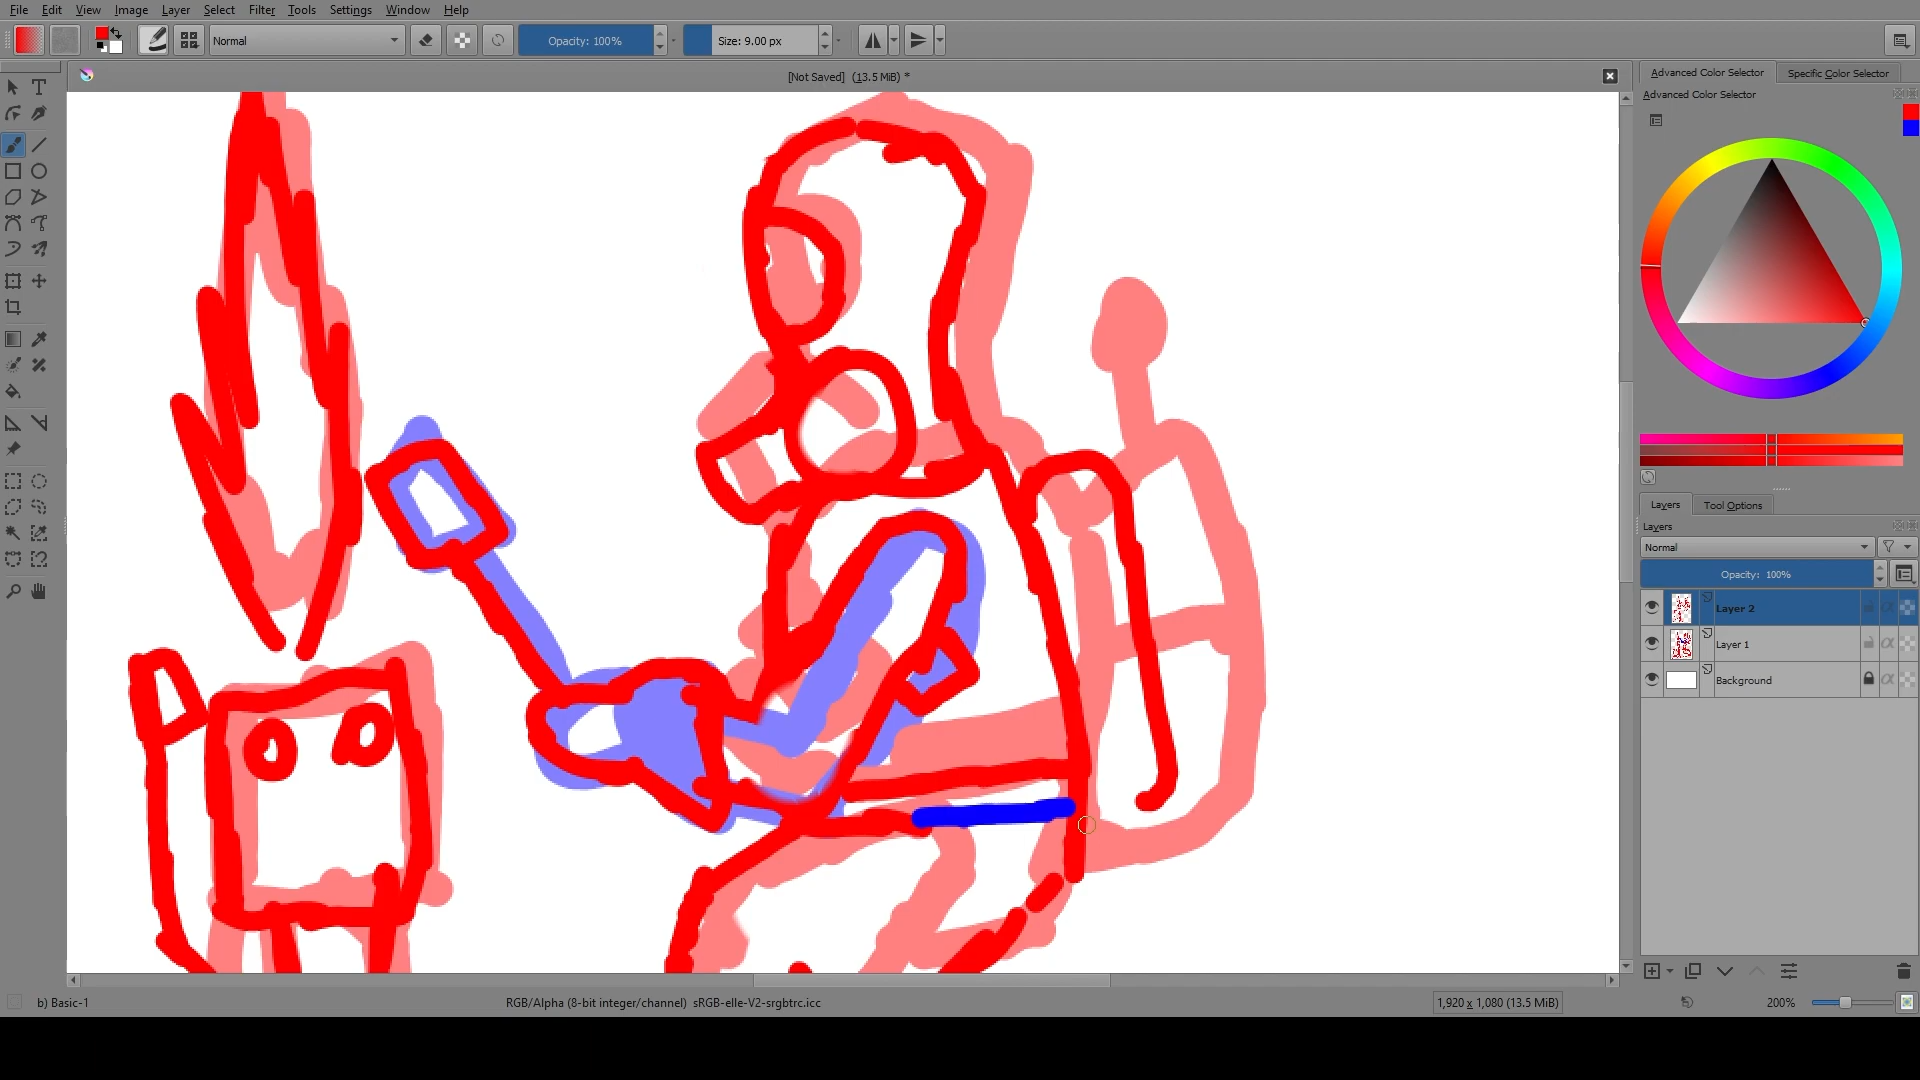 File Edit View Image Layer Select Filter Tools Settings Window Help
Normal Opacity: 100% Size: 9.00 px
[Not Saved] (13.5 MiB) *
Advanced Color Selector Specific Color Selector
Advanced Color Selector
Layers Tool Options
Layers
Normal
Opacity: 100%
Layer 2
Layer 1
Background
b) Basic-1 RGB/Alpha (8-bit integer/channel) sRGB-elle-V2-srgbtrc.icc 1,920 x 1,080 (13.5 MiB) 200%